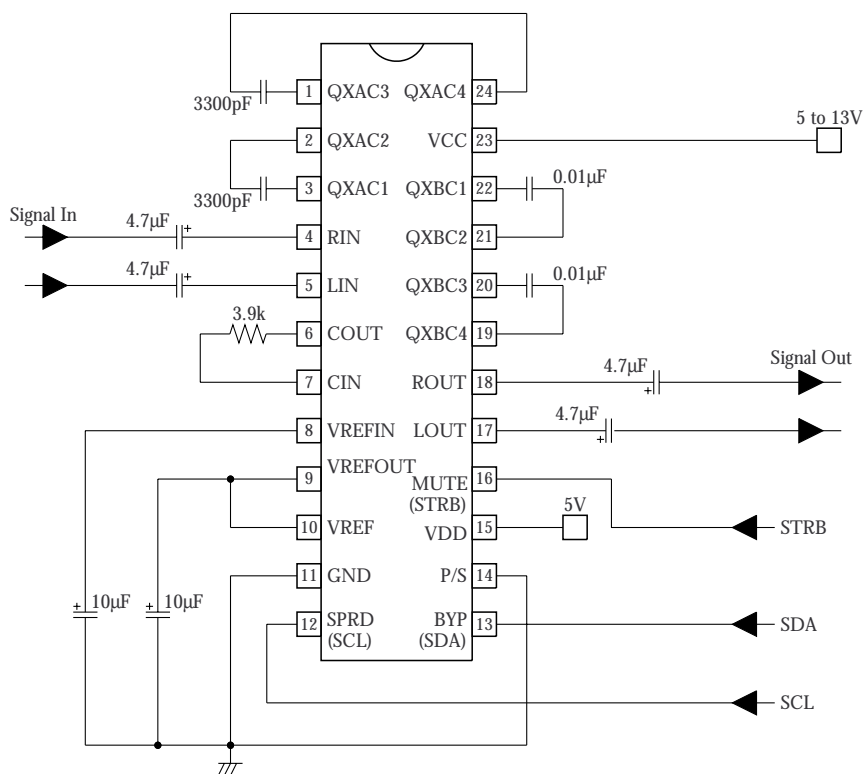 3300pF
1 QXAC3 QXAC4 24
2 QXAC2 VCC 23
5 to 13V
3300pF
3 QXAC1 QXBC1 22
0.01µF
Signal In
4.7µF
4 RIN QXBC2 21
4.7µF
5 LIN QXBC3 20
0.01µF
3.9k
6 COUT QXBC4 19
7 CIN ROUT 18
4.7µF
Signal Out
8 VREFIN LOUT 17
4.7µF
9 VREFOUT
MUTE 16
(STRB)
10 VREF VDD 15
5V
STRB
11 GND P/S 14
10µF
10µF
12 SPRD
(SCL)
BYP 13
(SDA)
SDA
SCL